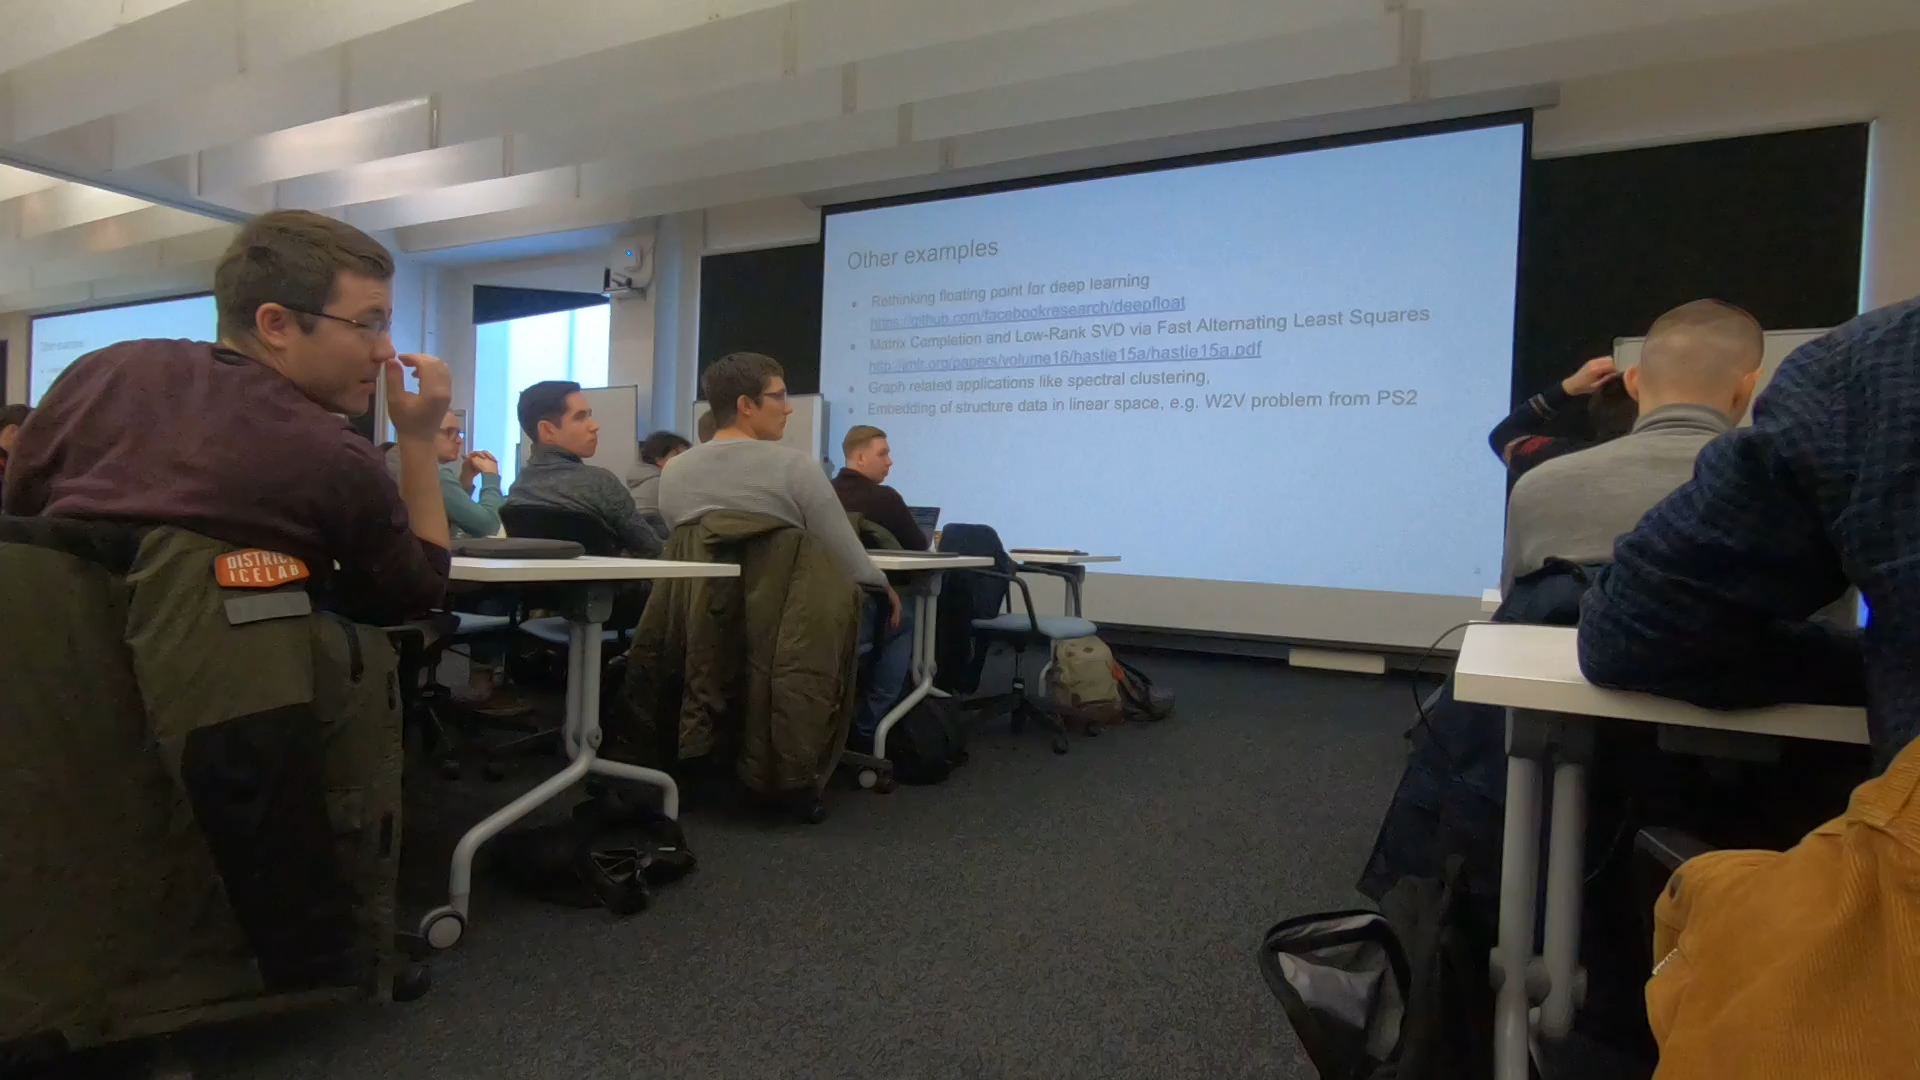 Other examples
Rethinking floating point for deep learning
https://github.com/facebookresearch/deepfloat
Matrix Completion and Low-Rank SVD via Fast Alternating Least Squares
http://jmlr.org/papers/volume16/hastie15a/hastie15a.pdf
Graph related applications like spectral clustering,
Embedding of structure data in linear space, e.g. W2V problem from PS2
ICELAB